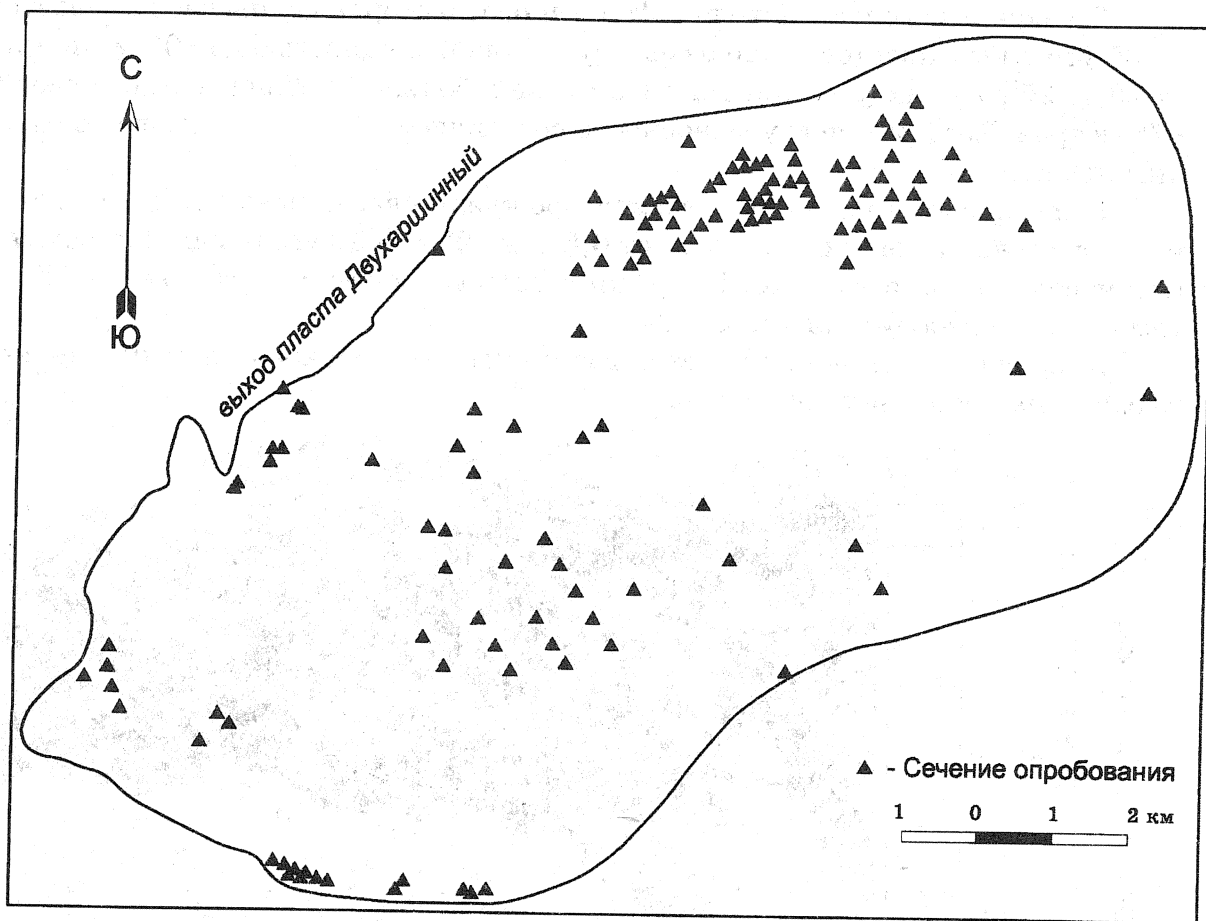 С
Ю
выход пласта Двухаршинный
▲ - Сечение опробования
1 0 1 2 км